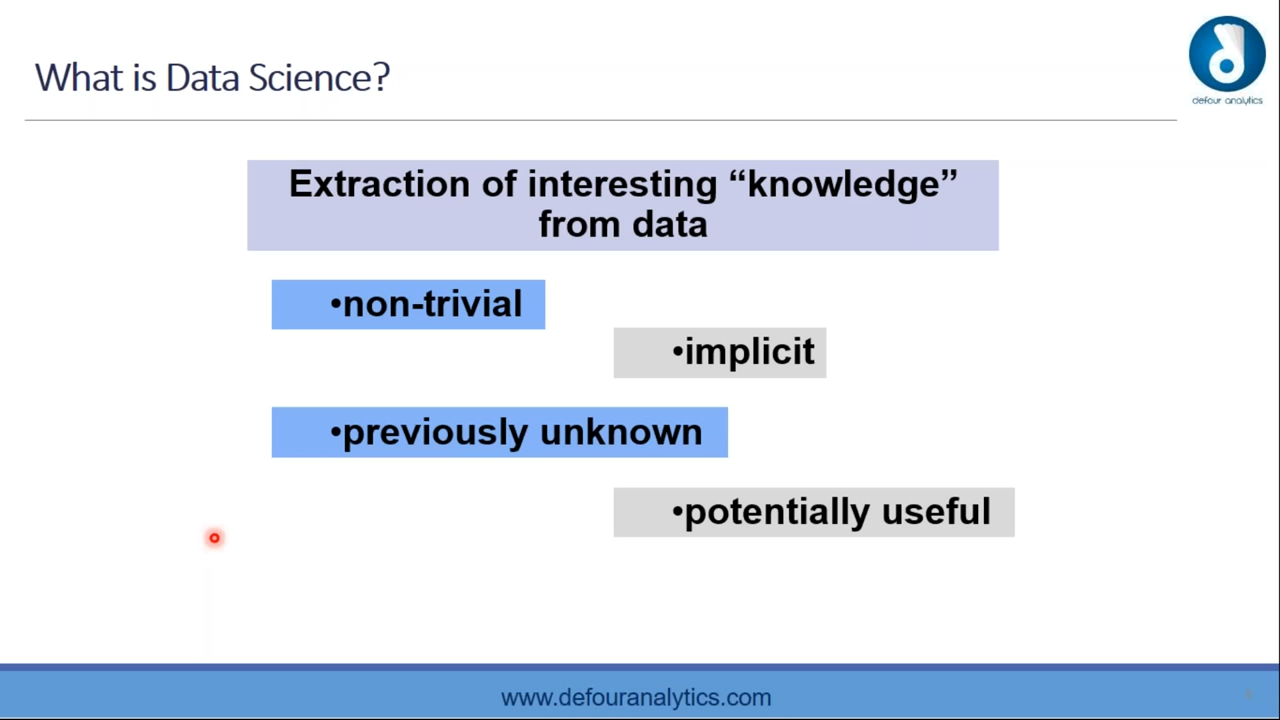 What is Data Science?
defour analytics
Extraction of interesting “knowledge”
from data
•non-trivial
•implicit
•previously unknown
•potentially useful
www.defouranalytics.com